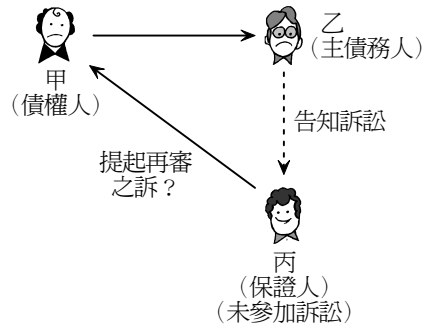 甲
（債權人）
乙
（主債務人）
告知訴訟
提起再審
之訴？
丙
（保證人）
（未參加訴訟）